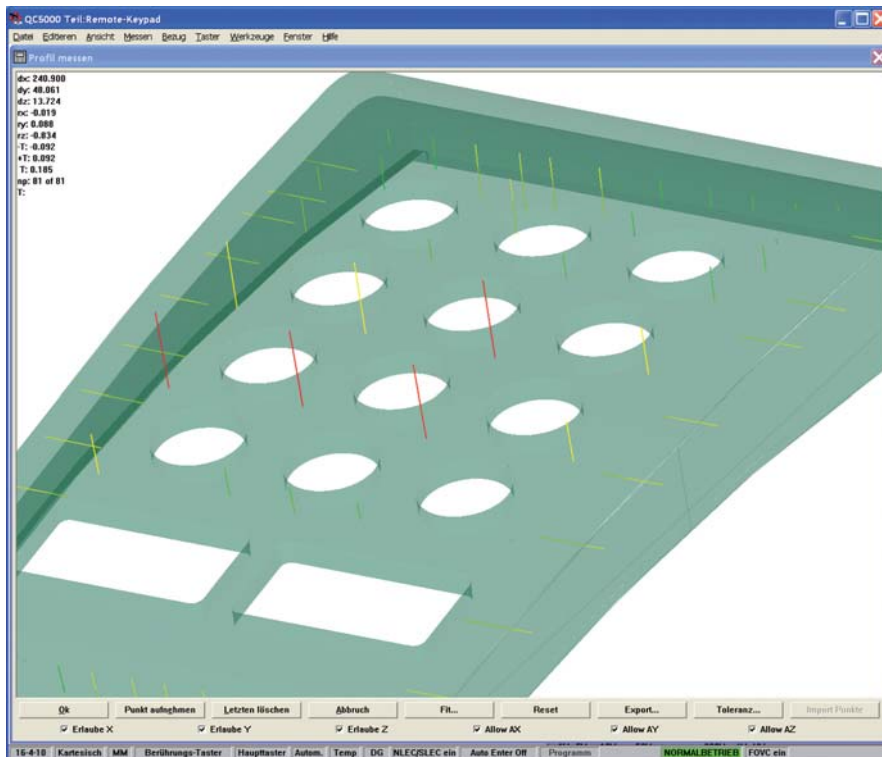 QC5000 Teil:Remote-Keypad
Datei Editieren Ansicht Messen Bezug Taster Werkzeuge Fenster Hilfe
Profil messen
dx: 240.900
dy: 40.061
dz: 13.724
rx: -0.019
ry: 0.088
rz: -0.834
-T: -0.092
+T: 0.092
T: 0.185
np: 81 of 81
T:
Ok Punkt aufnehmen Letzten löschen Abbruch Fit... Reset Export... Toleranz... Import Punkte
Erlaube X Erlaube Y Erlaube Z Allow AX Allow AY Allow AZ
16-4-10 Kartesisch MM Berührungs-Taster Haupttaster Autom. Temp DG NLEC/SLEC ein Auto Enter Off Programm NORMALBETRIEB FOVC ein